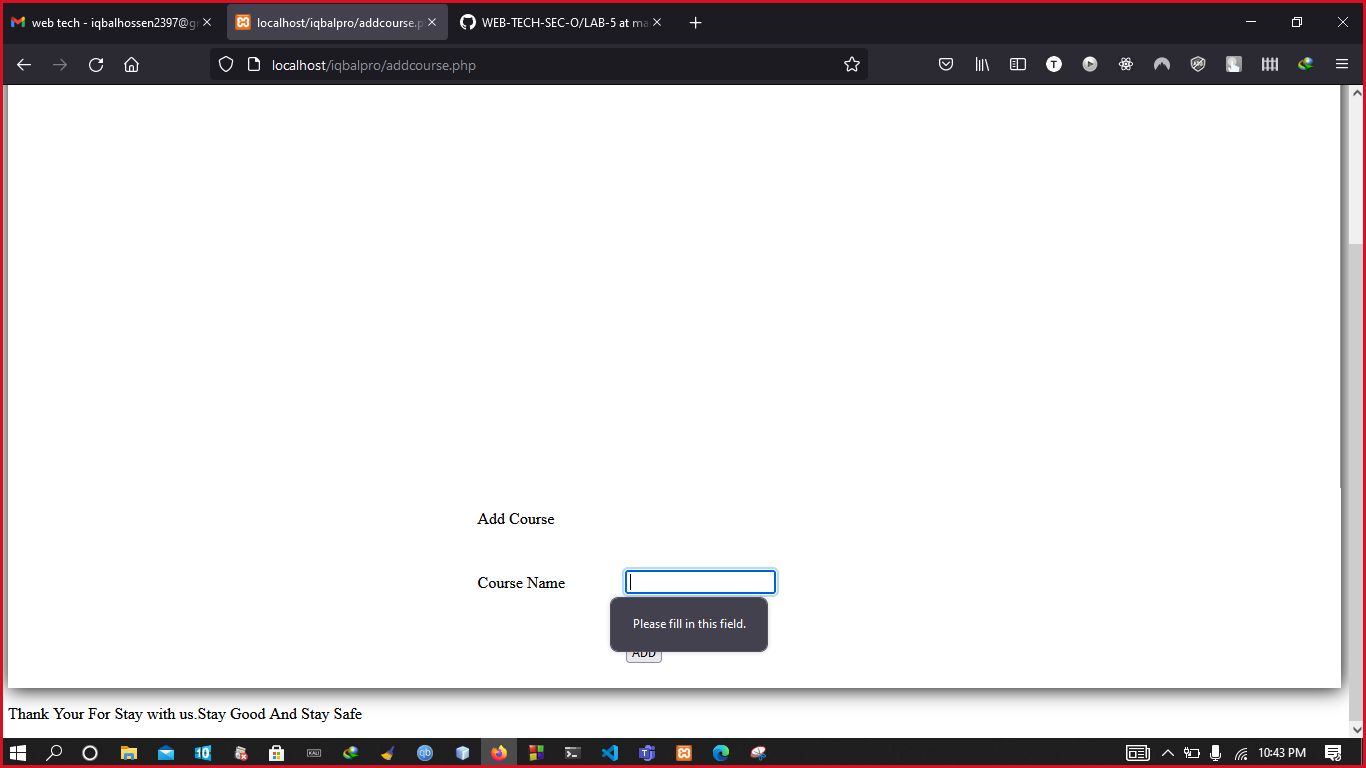 web tech - iqbalhossen2397@gr
localhost/iqbalpro/addcourse.p
WEB-TECH-SEC-O/LAB-5 at ma
localhost/iqbalpro/addcourse.php
Add Course
Course Name
Please fill in this field.
ADD
Thank Your For Stay with us.Stay Good And Stay Safe
10:43 PM